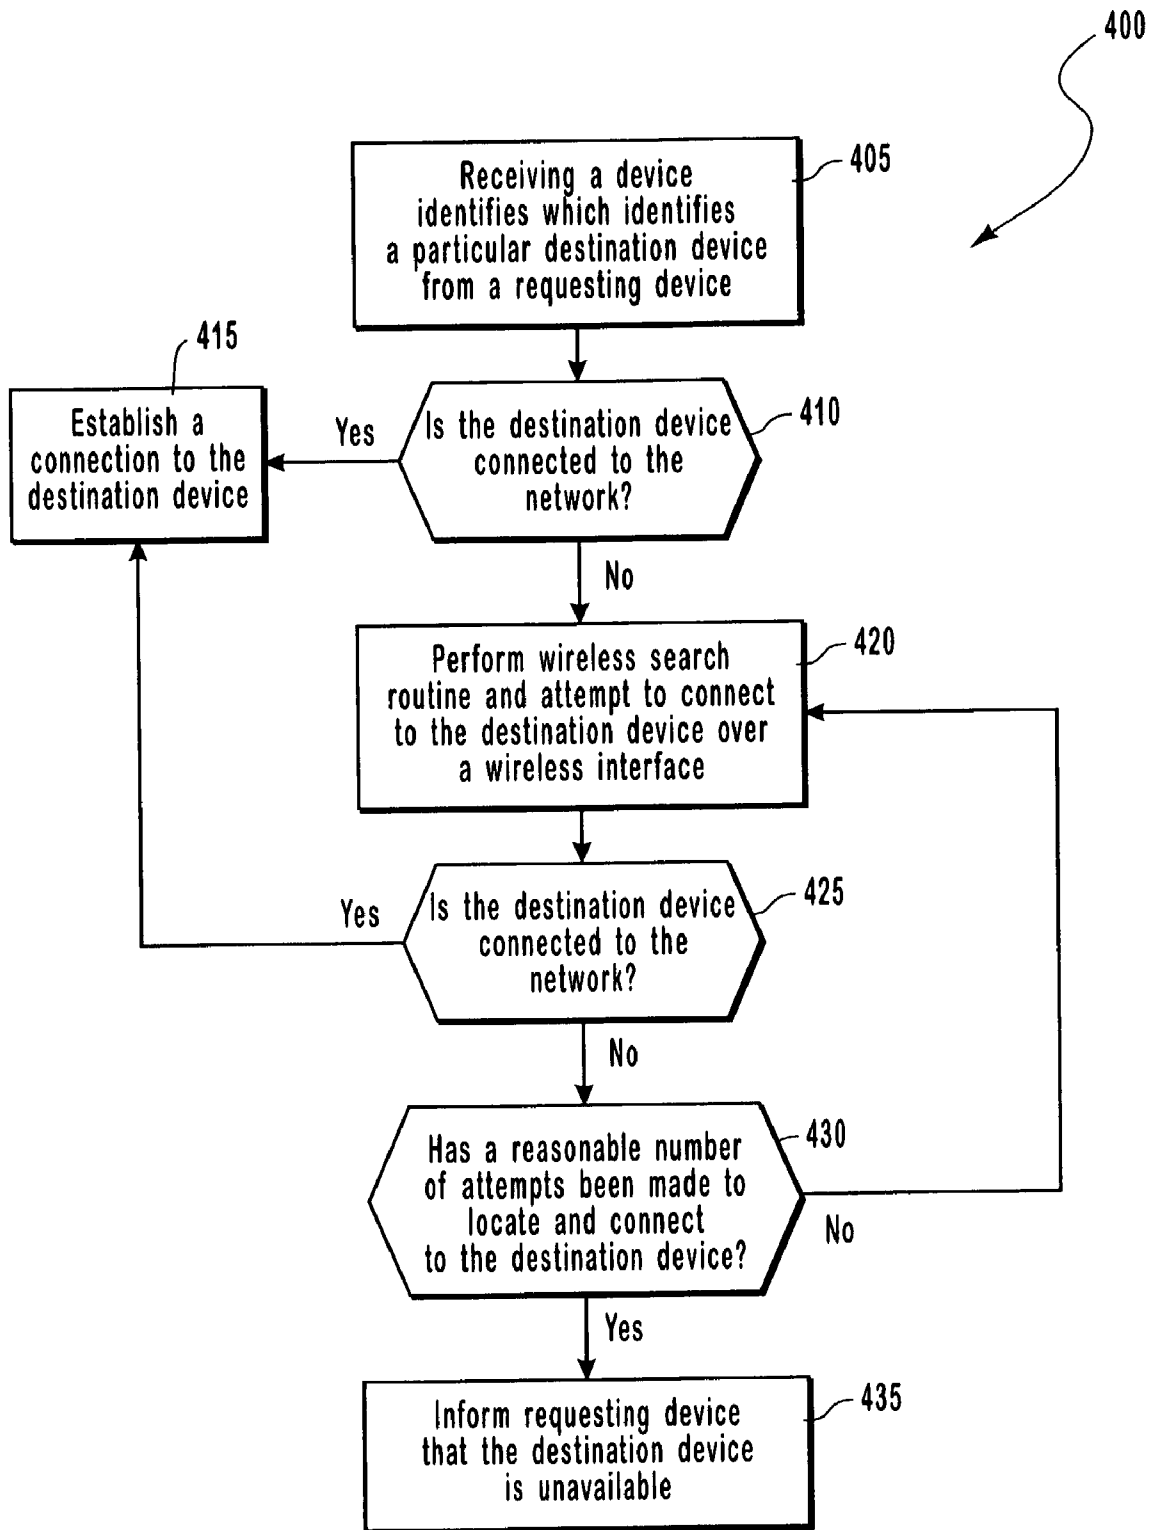 400
405
Receiving a device
identifies which identifies
a particular destination device
from a requesting device
415
Establish a
connection to the
destination device
Yes
410
Is the destination device
connected to the
network?
No
420
Perform wireless search
routine and attempt to connect
to the destination device over
a wireless interface
425
Yes
Is the destination device
connected to the
network?
No
430
Has a reasonable number
of attempts been made to
locate and connect
to the destination device?
No
Yes
435
Inform requesting device
that the destination device
is unavailable